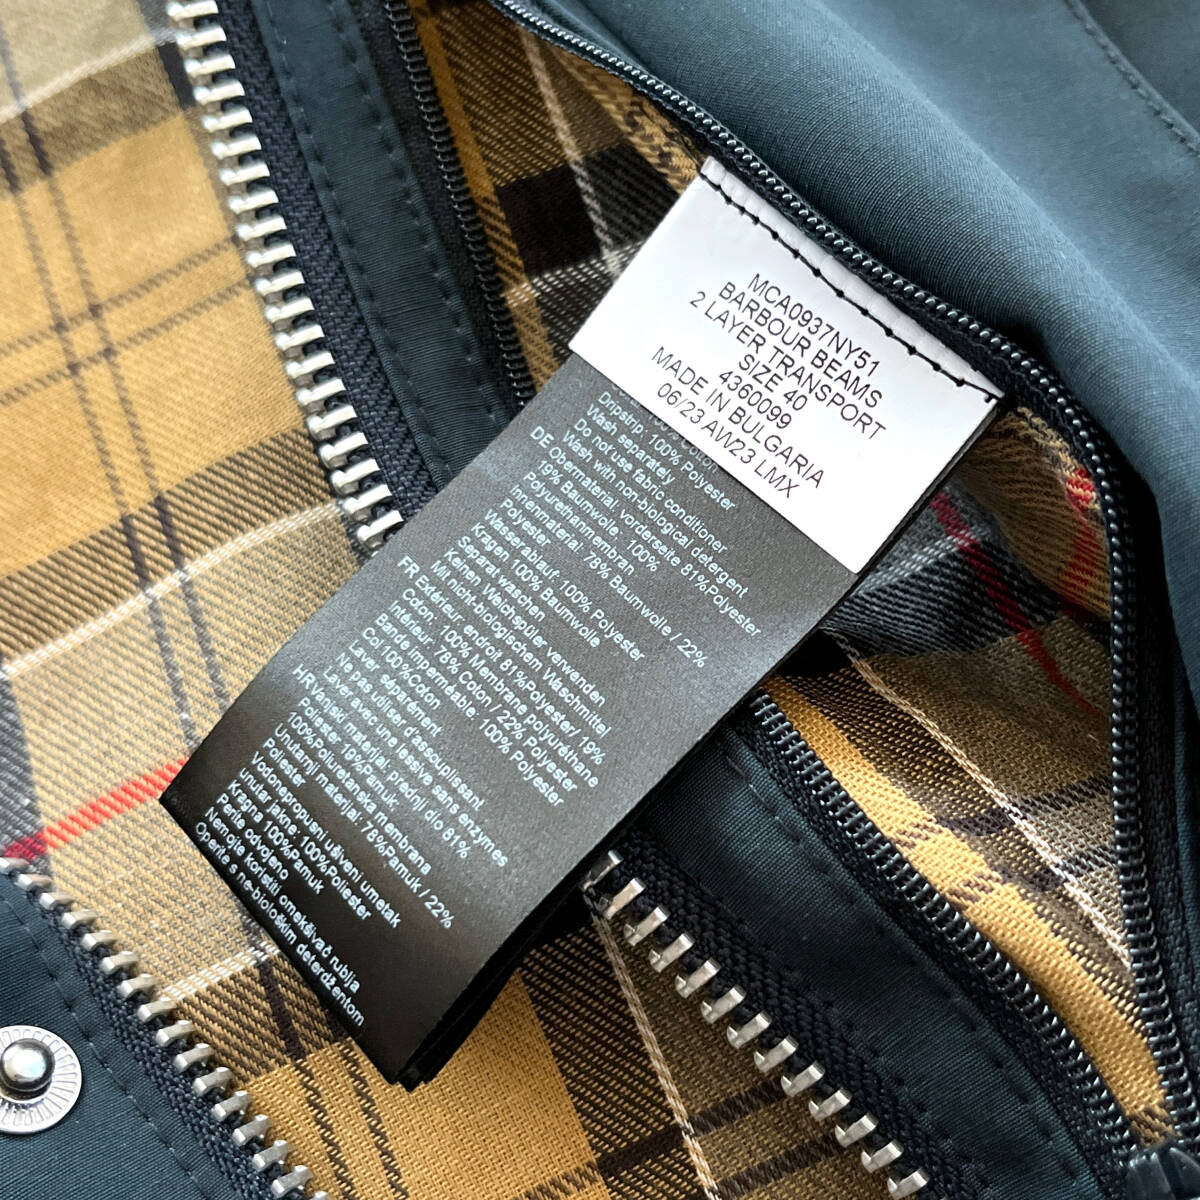 MCA0937NY51
BARBOUR BEAMS
2 LAYER TRANSPORT
SIZE 40
4360099
MADE IN BULGARIA
06/23 AW23 LMX
Dripstrip: 100% Polyester
Wash separately
Do not use fabric conditioner
Wash with non-biological detergent
DE Obermaterial: vorderseite 81%Polyester
19% Baumwolle , 100%
Polyurethanmembran
Innenmaterial: 78% Baumwolle / 22%
Polyester
Wasser ablauf: 100% Polyester
Kragen 100% Baumwolle
Separat waschen
Keinen Weichspüler verwenden
Mit nicht-biologischem Waschmittel
FR Extérieur: endroit 81%Polyester/ 19%
Coton, 100% Membrane polyuréthane
Intérieur: 78% Coton / 22% Polyester
Bande imperméable: 100% Polyester
Col 100%Coton
Laver séparément
Ne pas utiliser d'assouplissant
Laver avec une lessive sans enzymes
HR Vanjski materijal: prednji dio 81%
Poliester 19%Pamuk
100%Poliuretanska membrana
Unutarnji materijal: 78%Pamuk / 22%
Poliester
Vodonepropusni ušiveni umetak
unutar jakne: 100%Poliester
Kragna 100%Pamuk
Perite odvojeno
Nemojte koristiti / omekšivač rublja
Operite s ne-biološkim deterdžentom